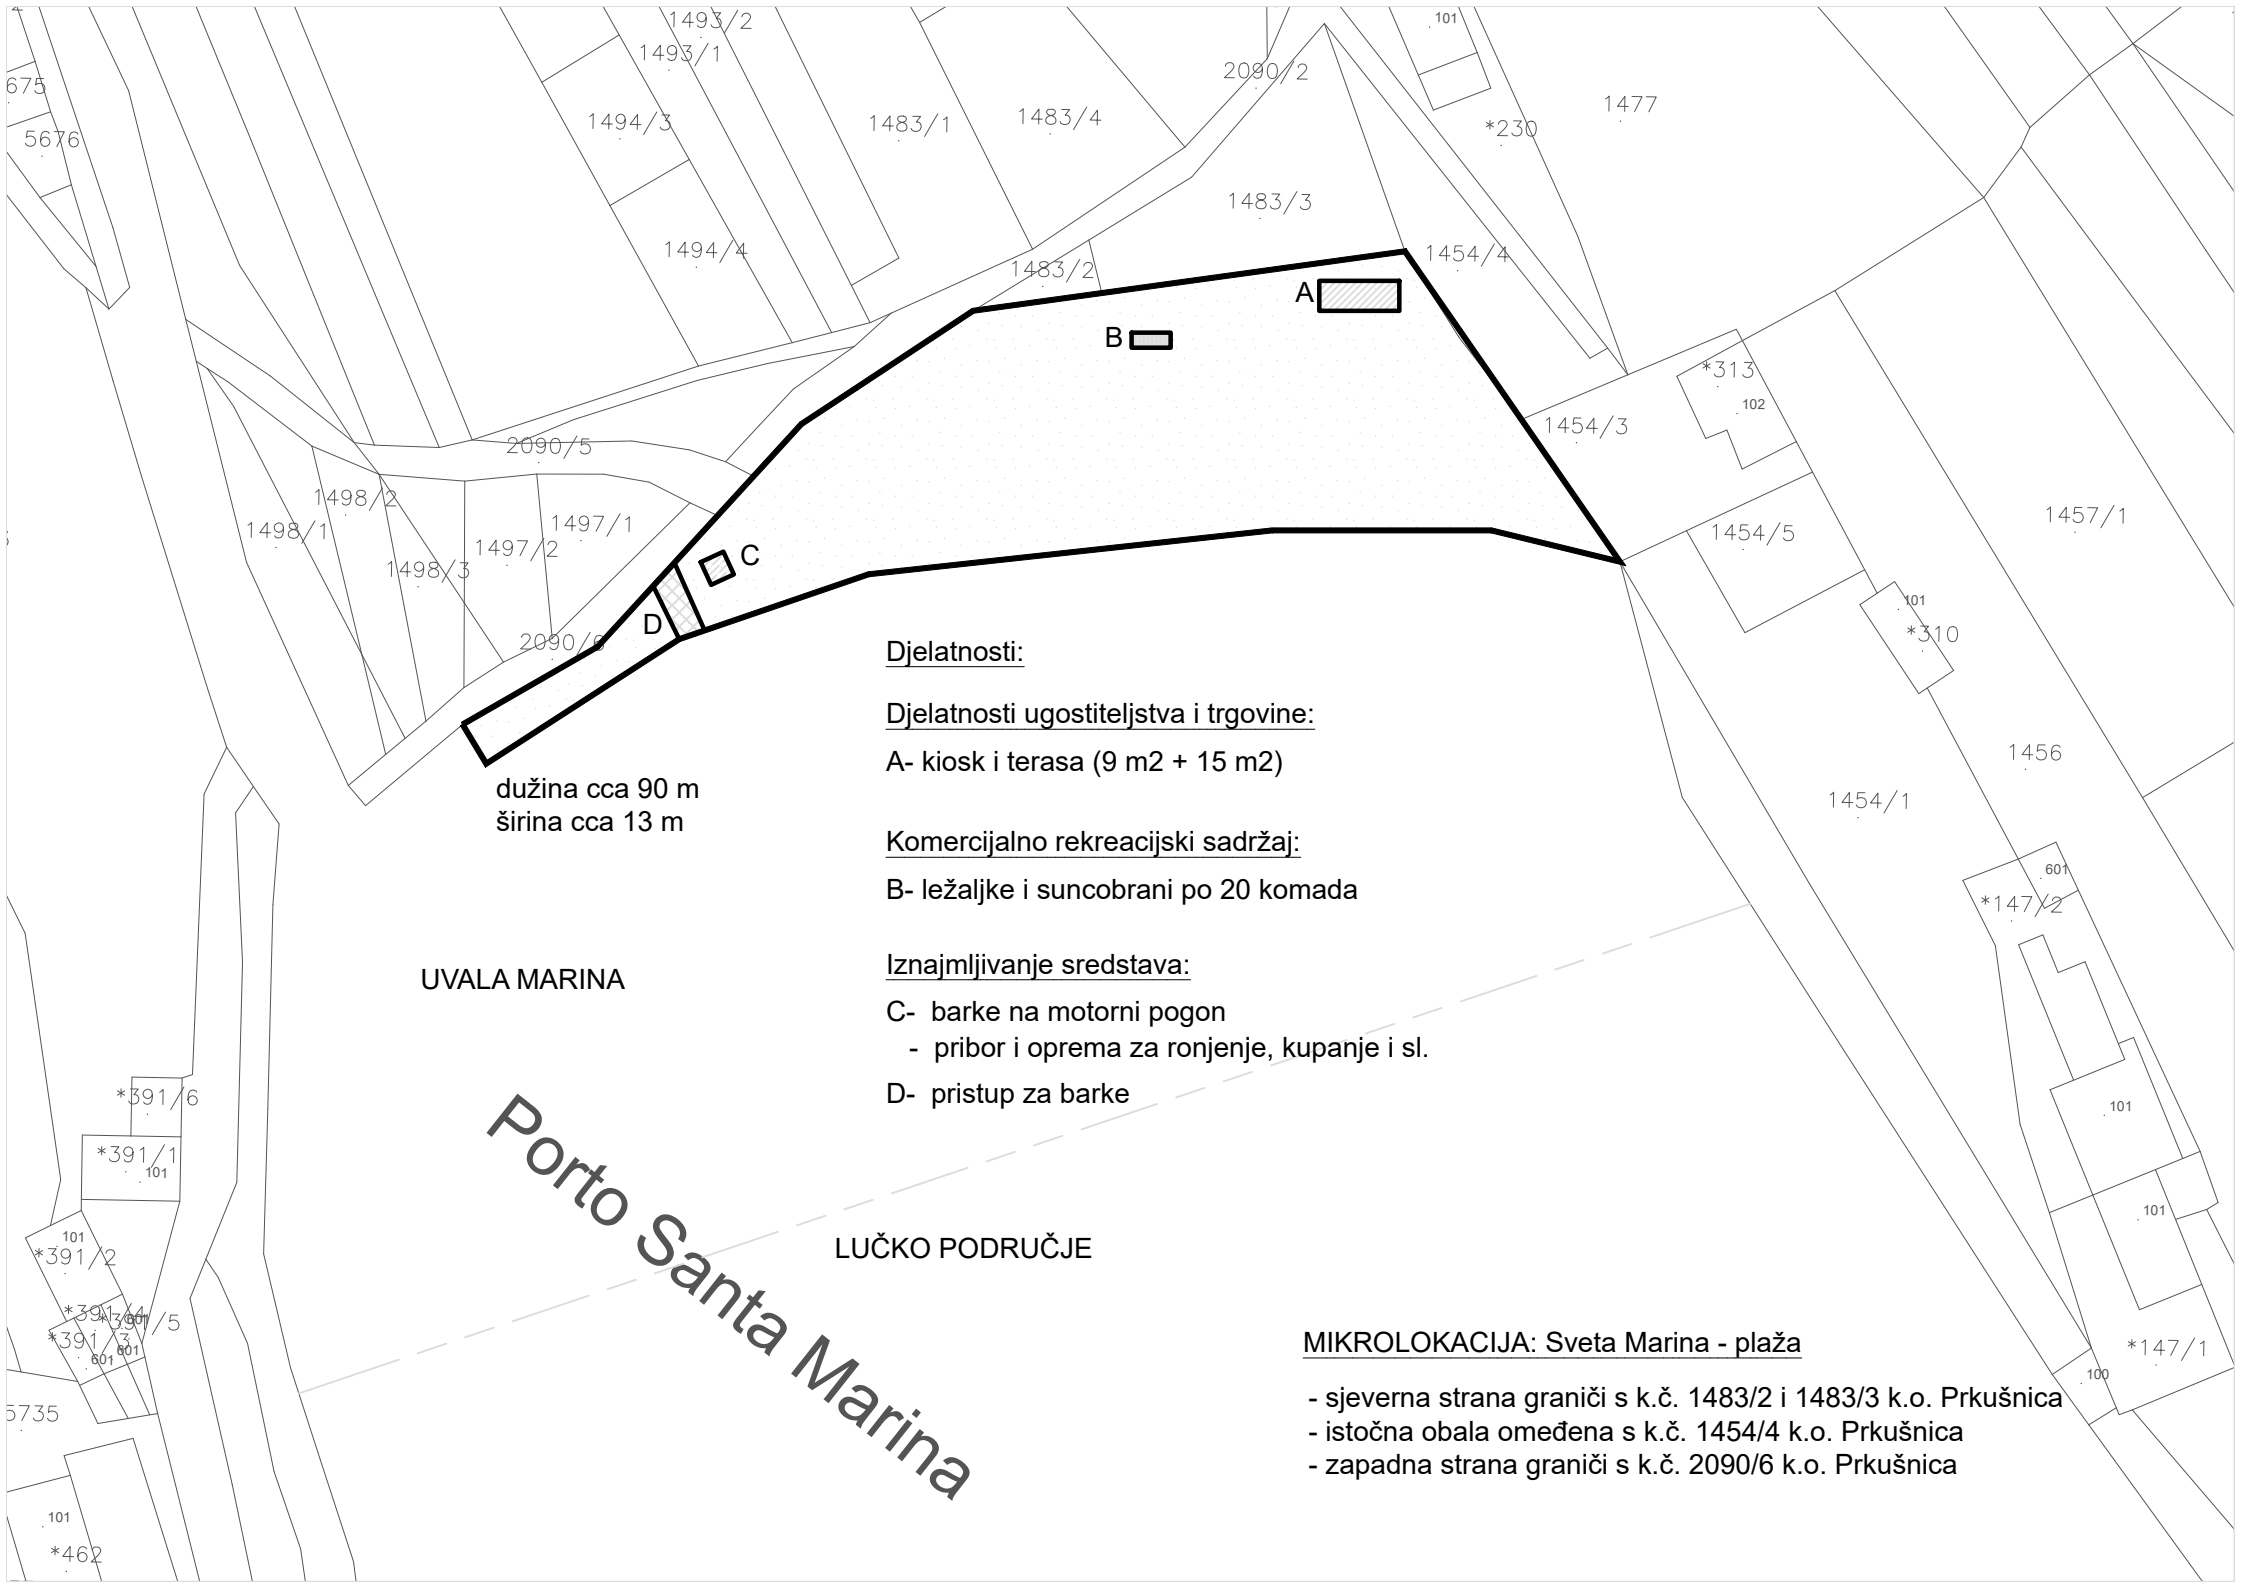 1493/2
1493/1
101
2090/2
5676
1494/3
1483/1
1483/4
1477
*230
1494/4
1483/3
1483/2
1454/4
A
B
*313
102
2090/5
1454/3
1498/2
1498/1
1497/1
1497/2
1498/3
1457/1
1454/5
C
D
2090/6
101
*310
Djelatnosti:
Djelatnosti ugostiteljstva i trgovine:
A- kiosk i terasa (9 m2 + 15 m2)
dužina cca 90 m
širina cca 13 m
1456
1454/1
Komercijalno rekreacijski sadržaj:
B- ležaljke i suncobrani po 20 komada
601
*147/2
UVALA MARINA
Iznajmljivanje sredstava:
C- barke na motorni pogon
- pribor i oprema za ronjenje, kupanje i sl.
D- pristup za barke
*391/6
*391/1
101
101
101
Porto Santa Marina
LUČKO PODRUČJE
101
*391/2
601
601
MIKROLOKACIJA: Sveta Marina - plaža
- sjeverna strana graniči s k.č. 1483/2 i 1483/3 k.o. Prkušnica
- istočna obala omeđena s k.č. 1454/4 k.o. Prkušnica
- zapadna strana graniči s k.č. 2090/6 k.o. Prkušnica
*147/1
100
5735
101
*462